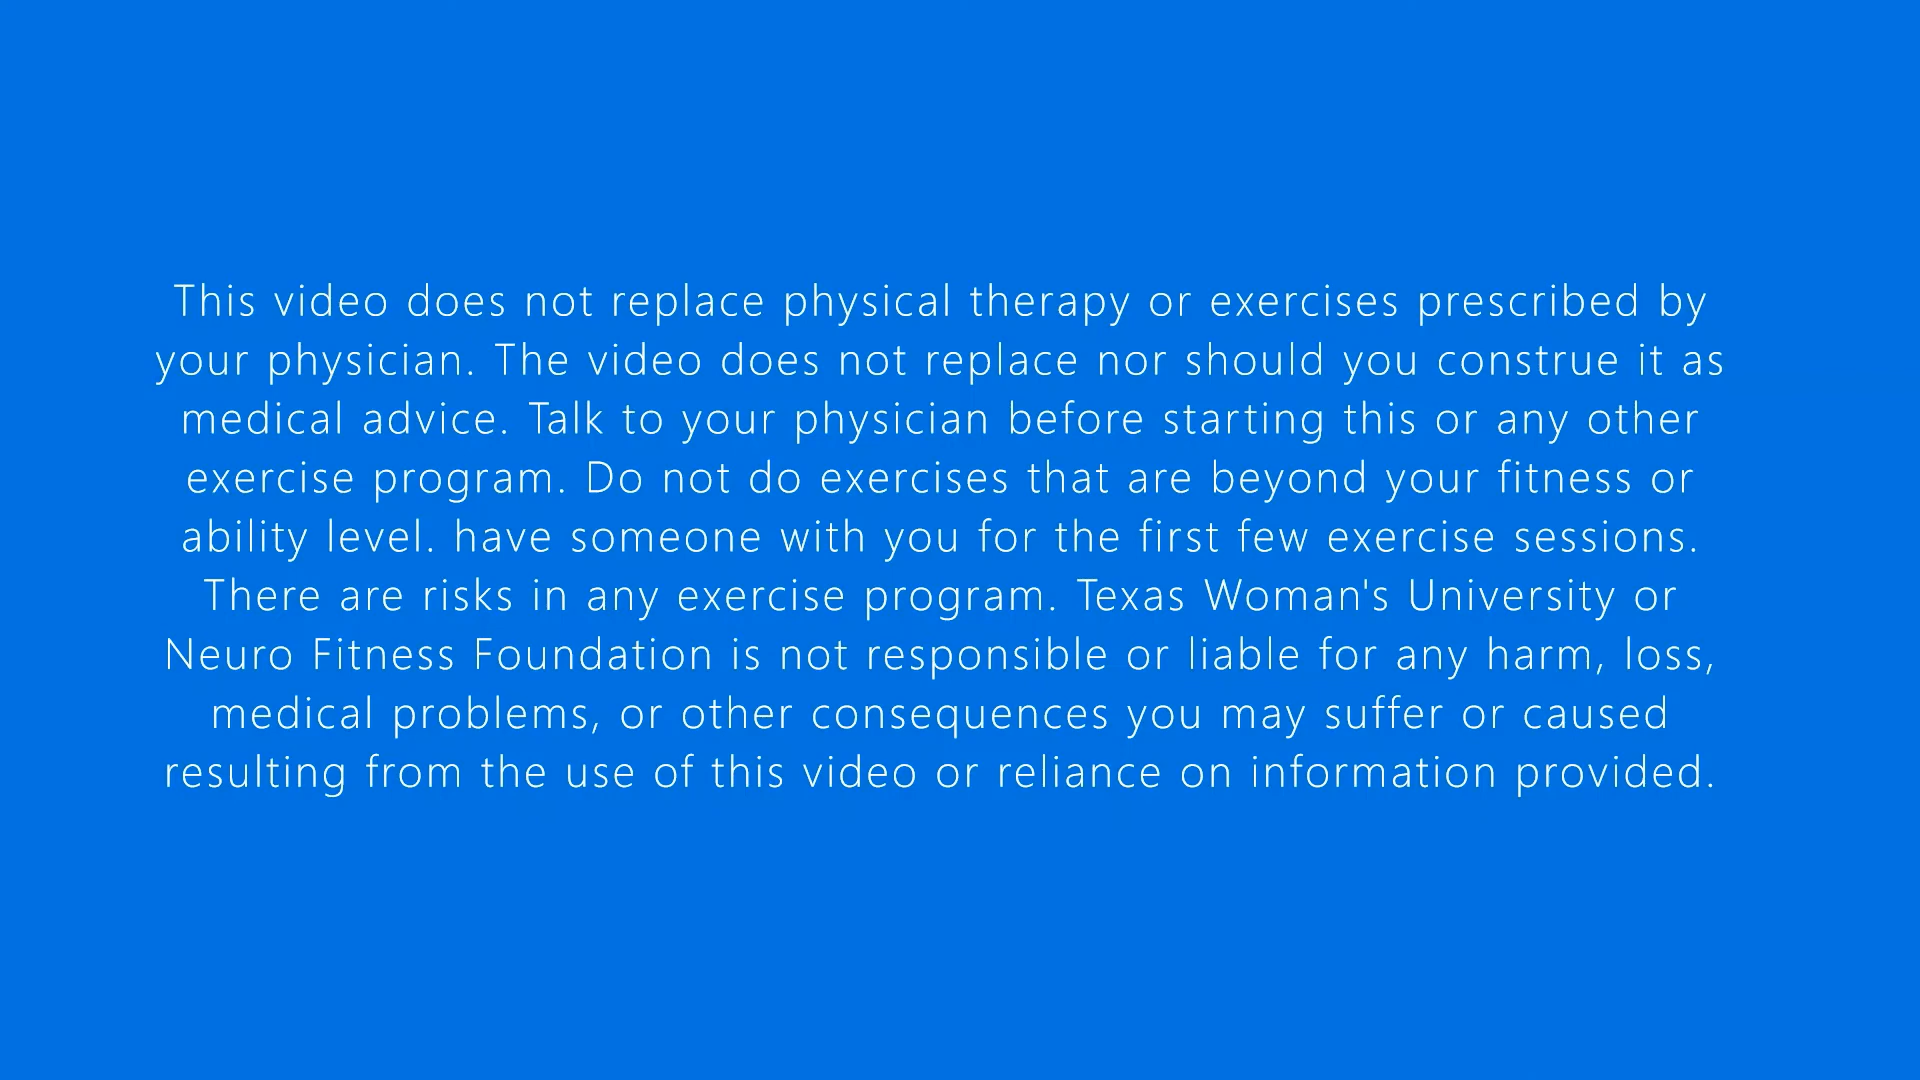 This video does not replace physical therapy or exercises prescribed by
your physician. The video does not replace nor should you construe it as
medical advice. Talk to your physician before starting this or any other
exercise program. Do not do exercises that are beyond your fitness or
ability level. have someone with you for the first few exercise sessions.
There are risks in any exercise program. Texas Woman's University or
Neuro Fitness Foundation is not responsible or liable for any harm, loss,
medical problems, or other consequences you may suffer or caused
resulting from the use of this video or reliance on information provided.